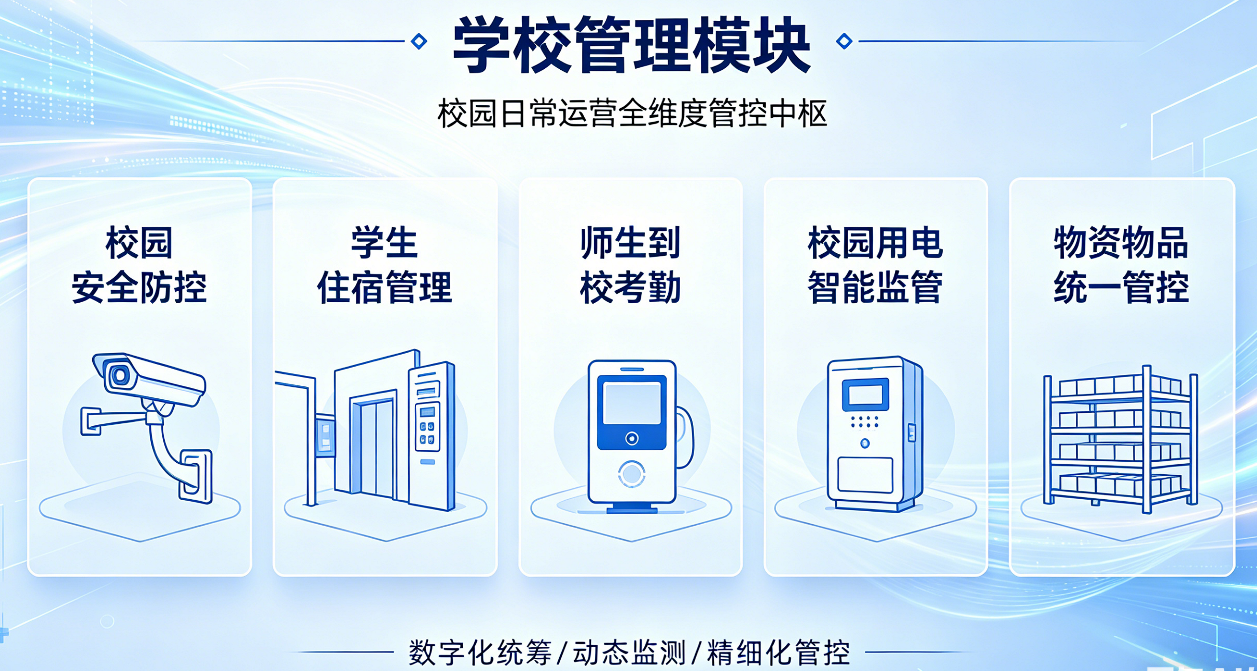 学校管理模块
校园日常运营全维度管控中枢
校园
安全防控
学生
住宿管理
师生到
校考勤
校园用电
智能监管
物资物品
统一管控
数字化统筹/动态监测/精细化管控